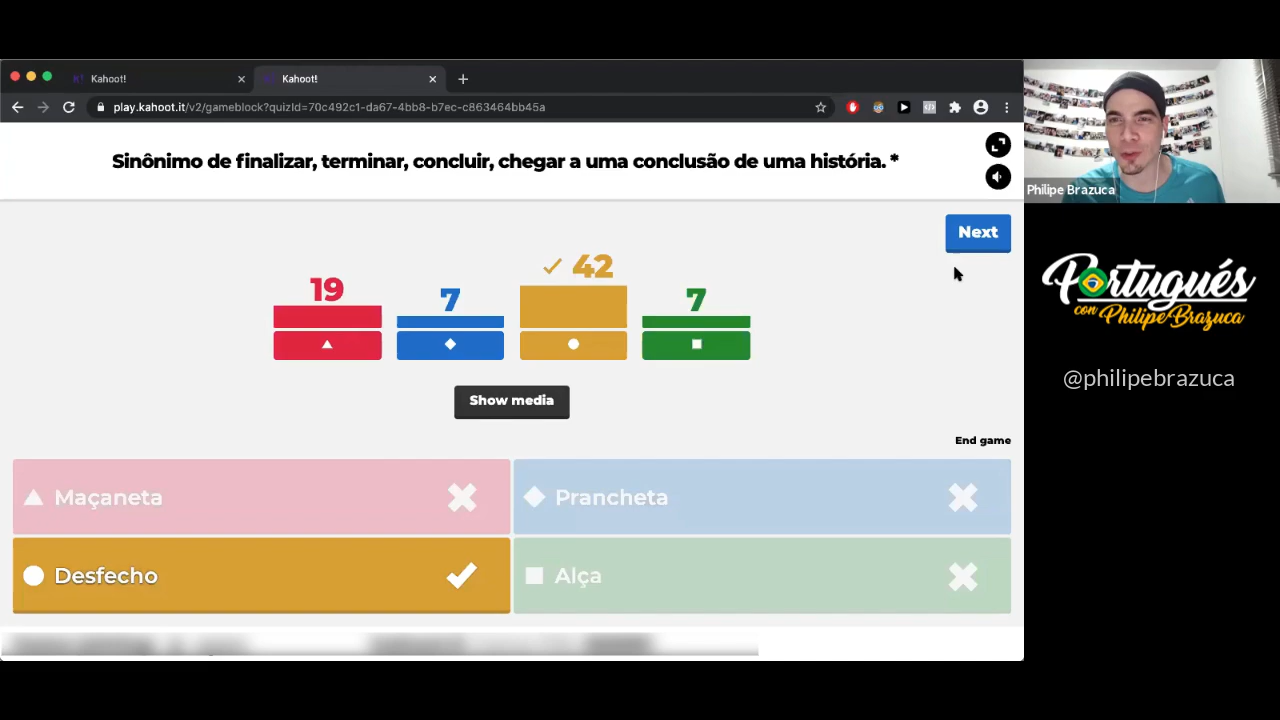 Kahoot!
Kahoot!
play.kahoot.it/v2/gameblock?quizId=70c492c1-da67-4bb8-b7ec-c863464bb45a
Sinônimo de finalizar, terminar, concluir, chegar a uma conclusão de uma história. *
Philipe Brazuca
Next
19
7
42
7
Show media
End game
Maçaneta
Prancheta
Desfecho
Alça
Portugués
con Philipe Brazuca
@philipebrazuca